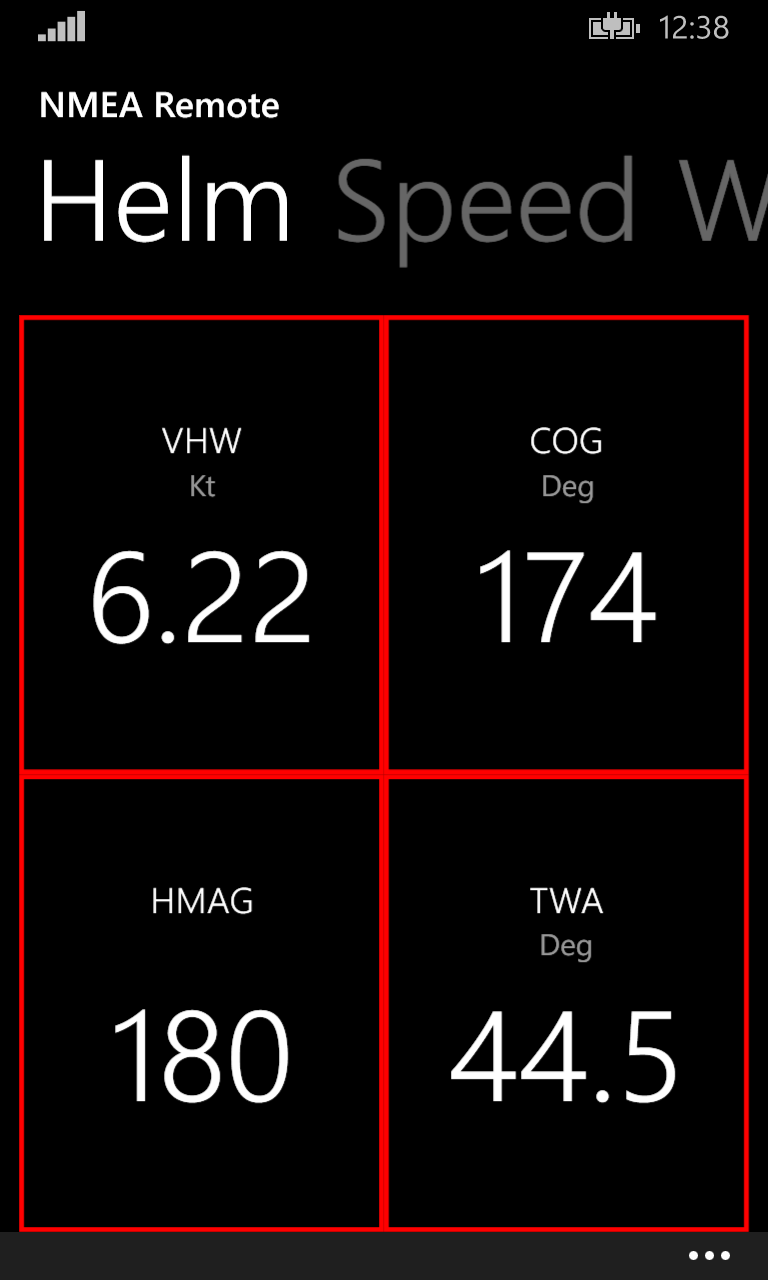 12:38
NMEA Remote
Helm Speed W
VHW
Kt
6.22
COG
Deg
174
HMAG
180
TWA
Deg
44.5